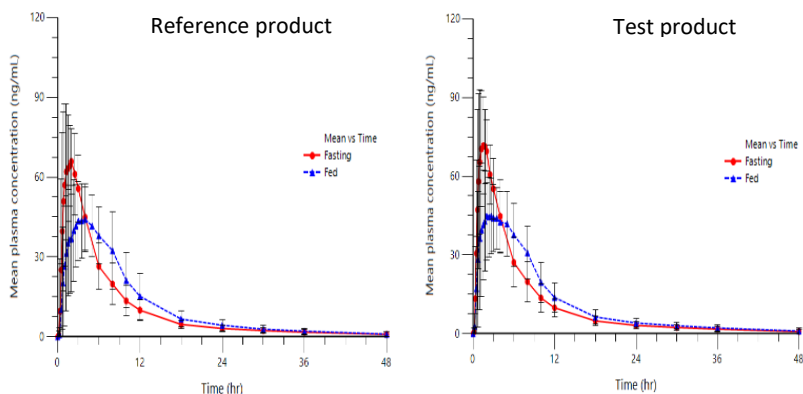 Reference product
Mean plasma concentration (ng/mL)
120
90
60
30
0
Mean vs Time
Fasting
Fed
0
12
24
36
48
Time (hr)
Test product
Mean plasma concentration (ng/mL)
120
90
60
30
0
Mean vs Time
Fasting
Fed
0
12
24
36
48
Time (hr)